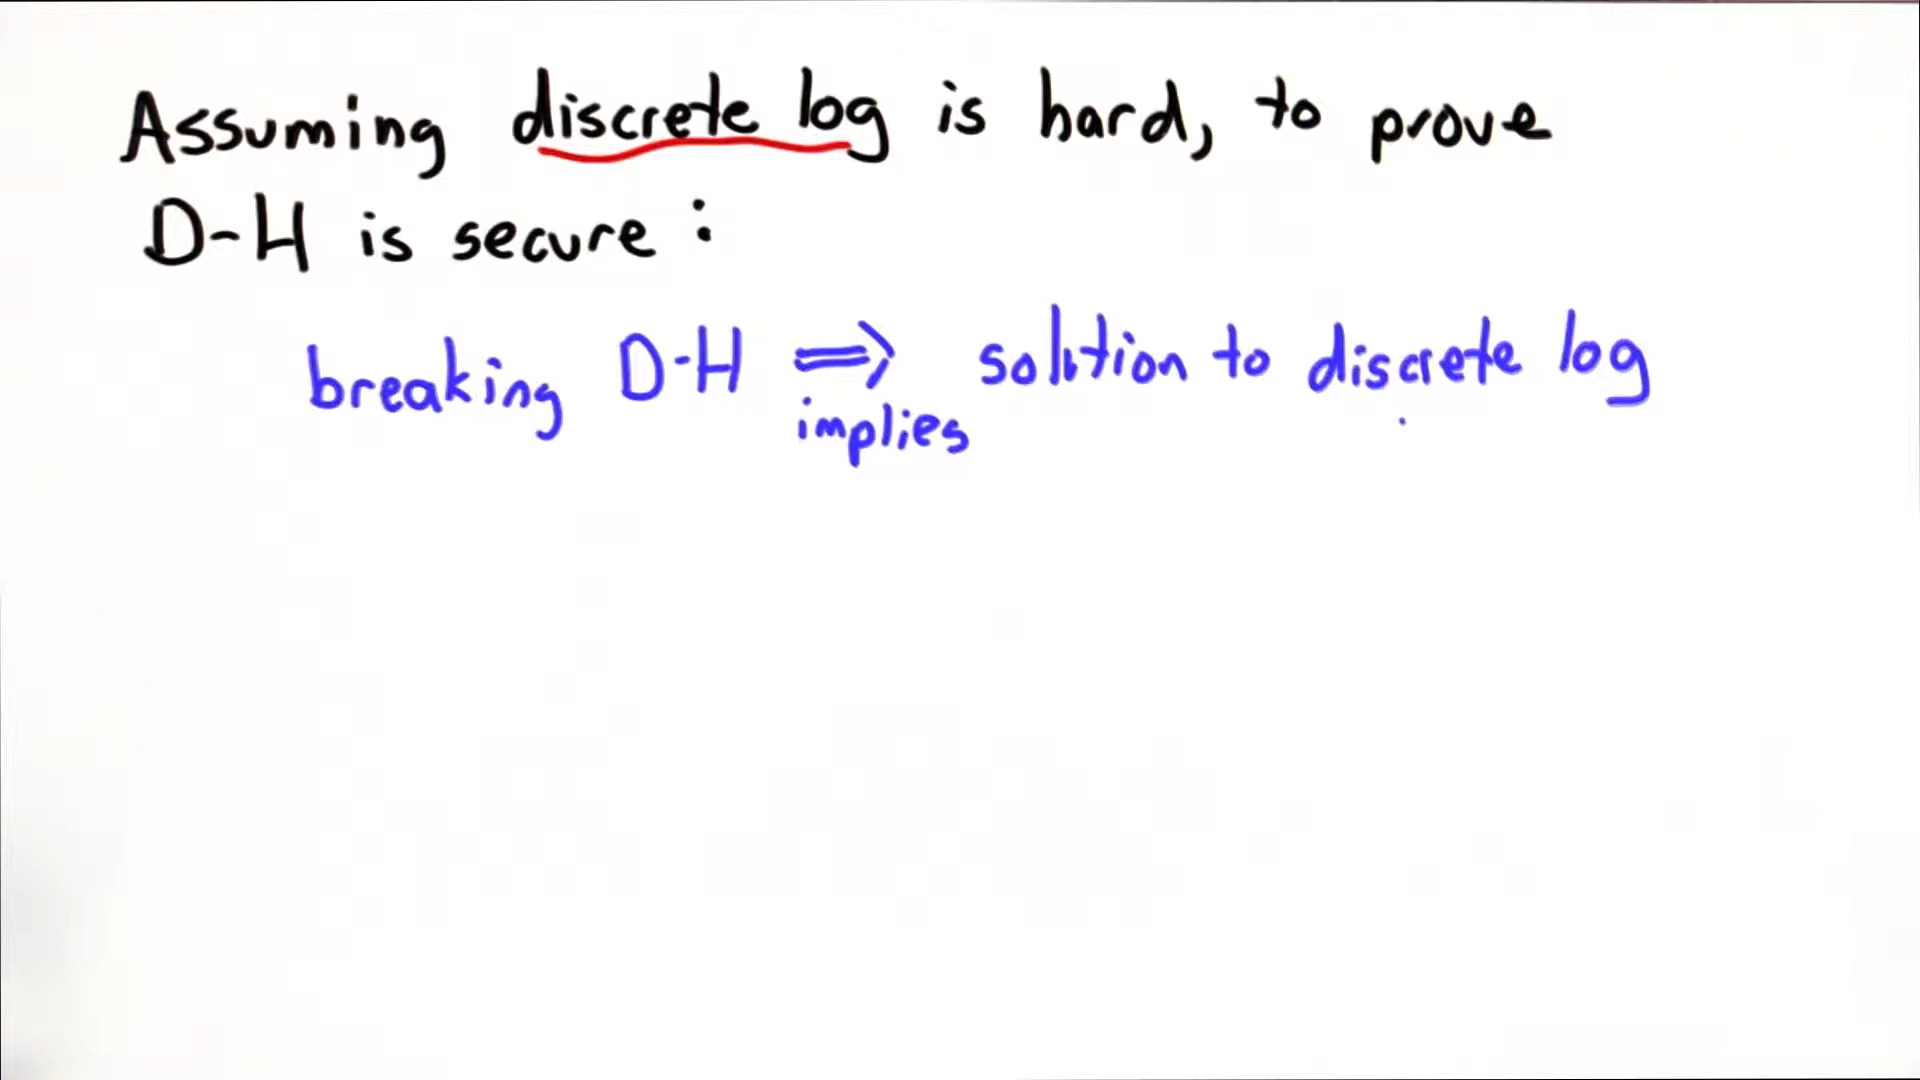 Assuming discrete log is hard, to prove
D-H is secure:
breaking D-H ⟹ solution to discrete log
implies